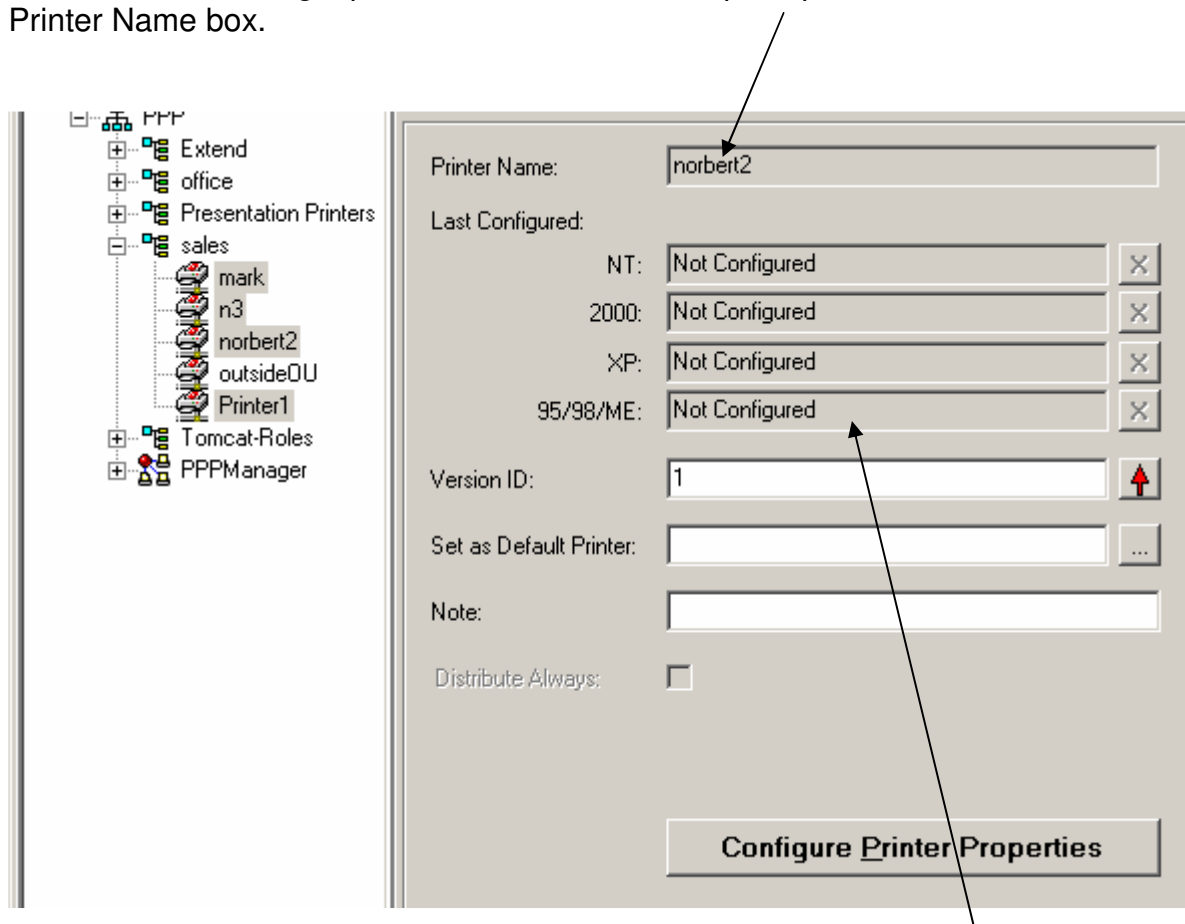 Printer Name box.
PPP
Extend
office
Presentation Printers
sales
mark
n3
norbert2
outsideOU
Printer1
Tomcat-Roles
PPPManager
Printer Name: norbert2
Last Configured:
NT: Not Configured
2000: Not Configured
XP: Not Configured
95/98/ME: Not Configured
Version ID: 1
Set as Default Printer: ...
Note:
Distribute Always:
Configure Printer Properties